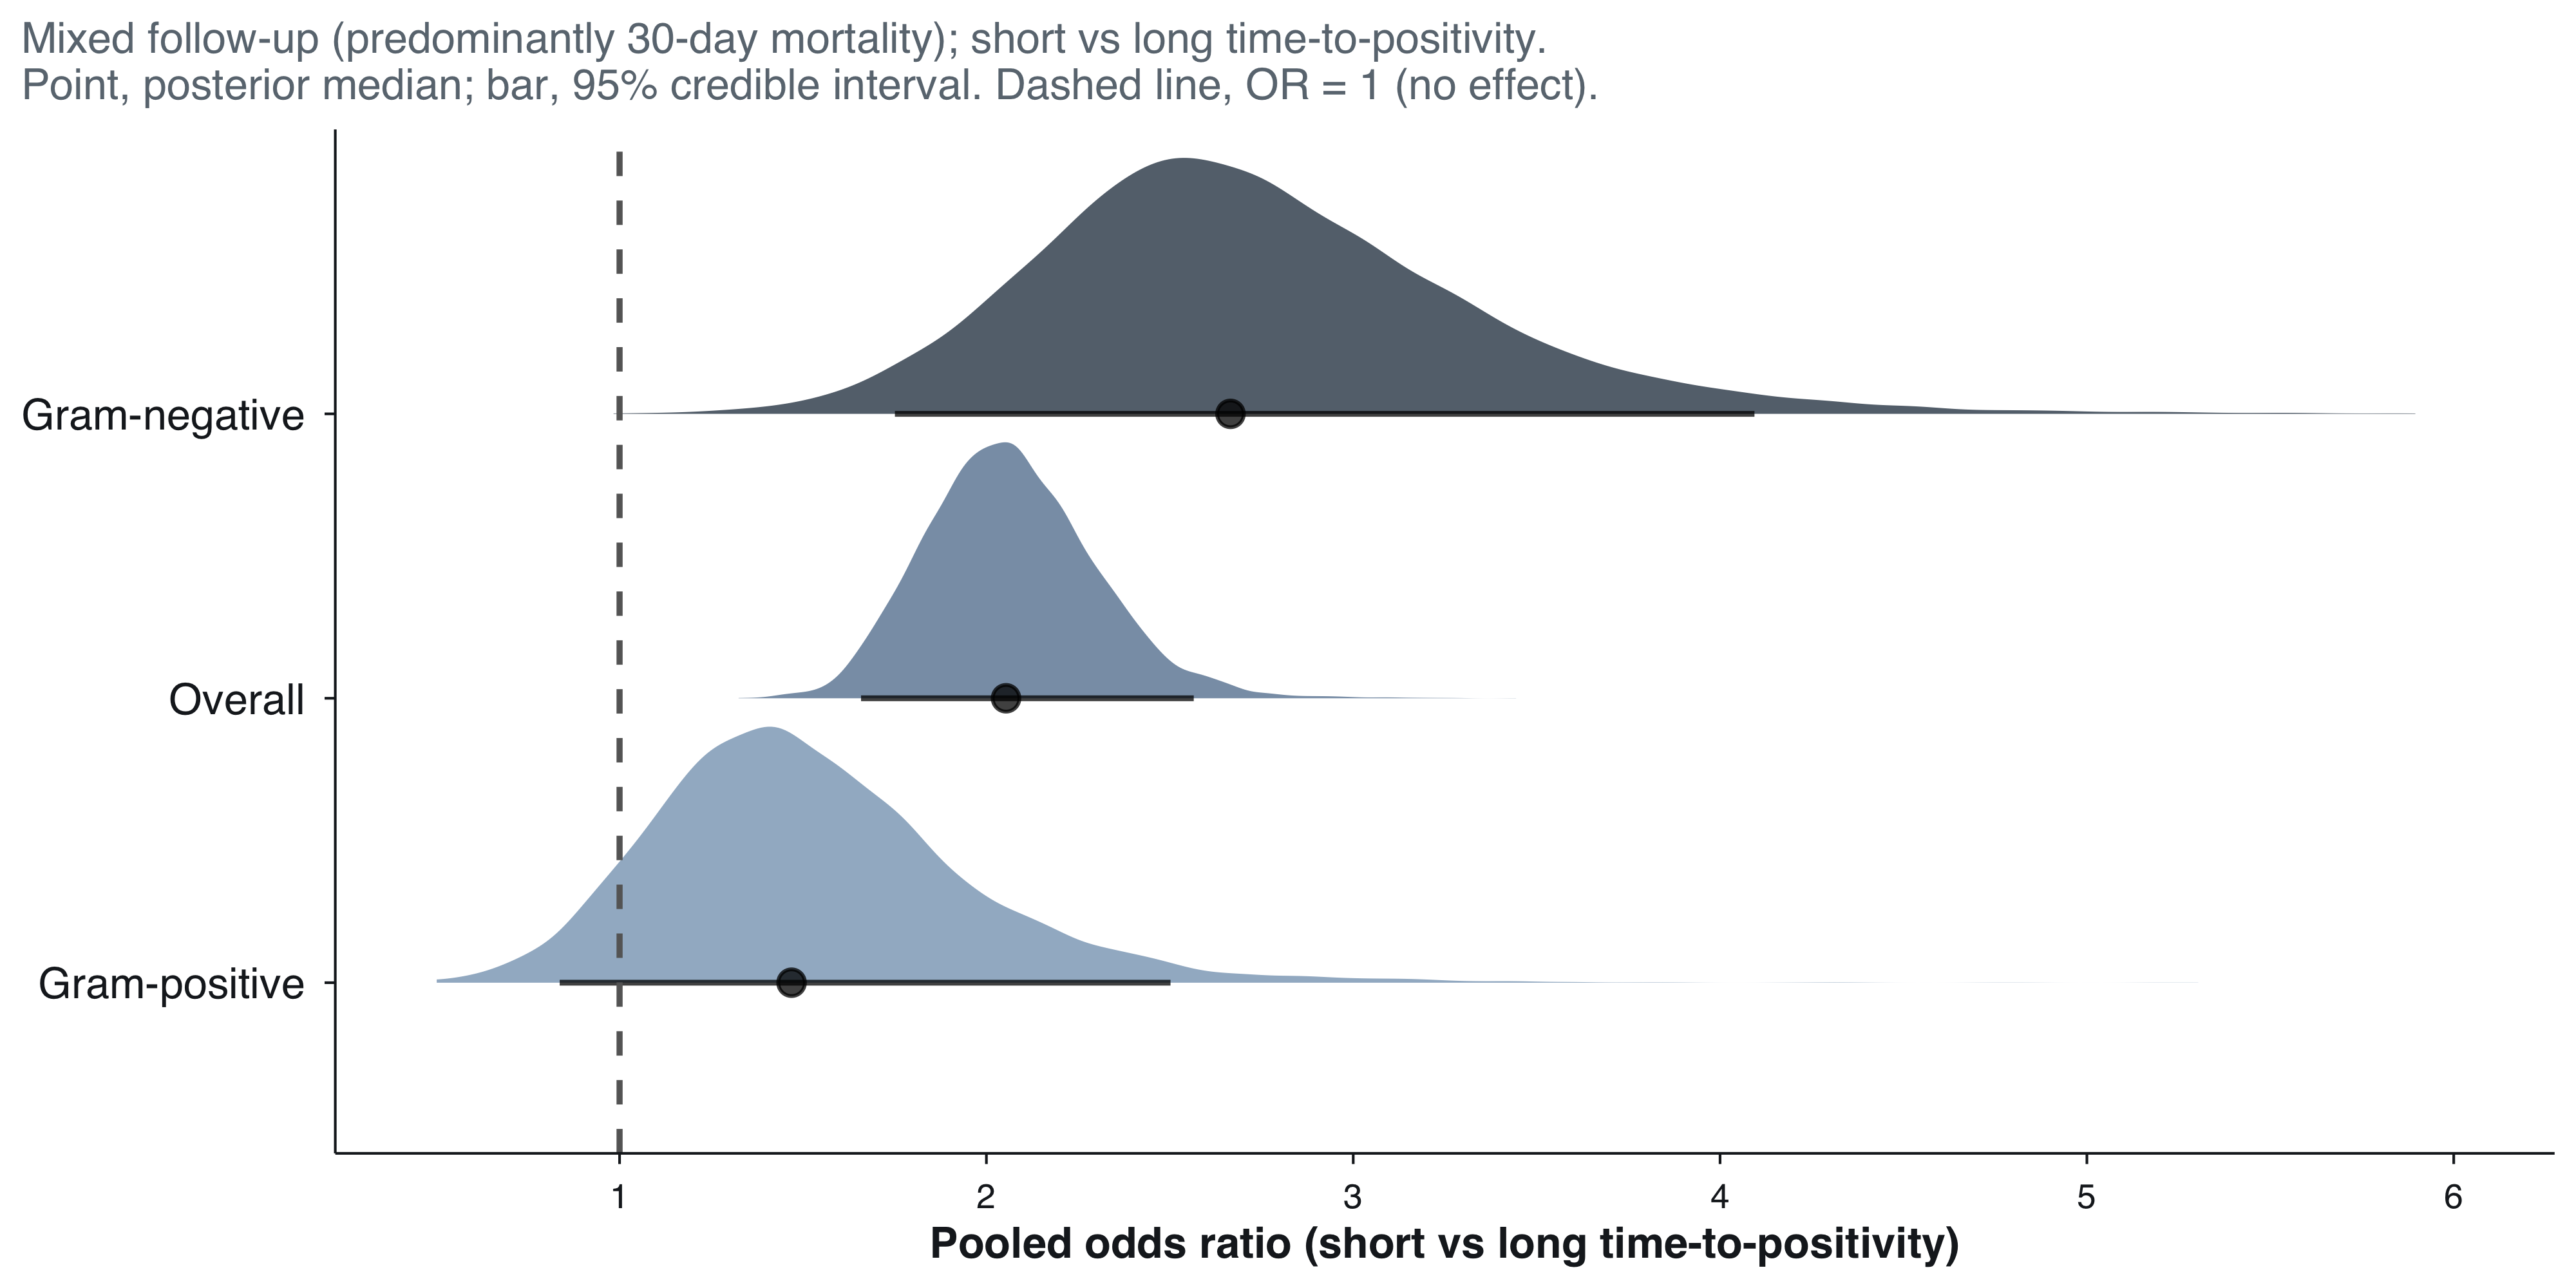 Mixed follow-up (predominantly 30-day mortality); short vs long time-to-positivity.
Point, posterior median; bar, 95% credible interval. Dashed line, OR = 1 (no effect).
Gram-negative
Overall
Gram-positive
1 2 3 4 5 6
Pooled odds ratio (short vs long time-to-positivity)